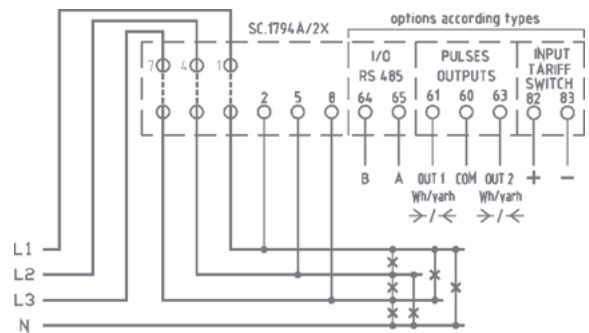 SC.1794A/2X
options according types
I/O
RS 485
PULSES
OUTPUTS
INPUT
TARIFF
SWITCH
7 4 1
2 5 8 64 65 61 60 63 82 83
B A OUT 1 COM OUT 2 + −
Wh/varh Wh/varh
L1
L2
L3
N